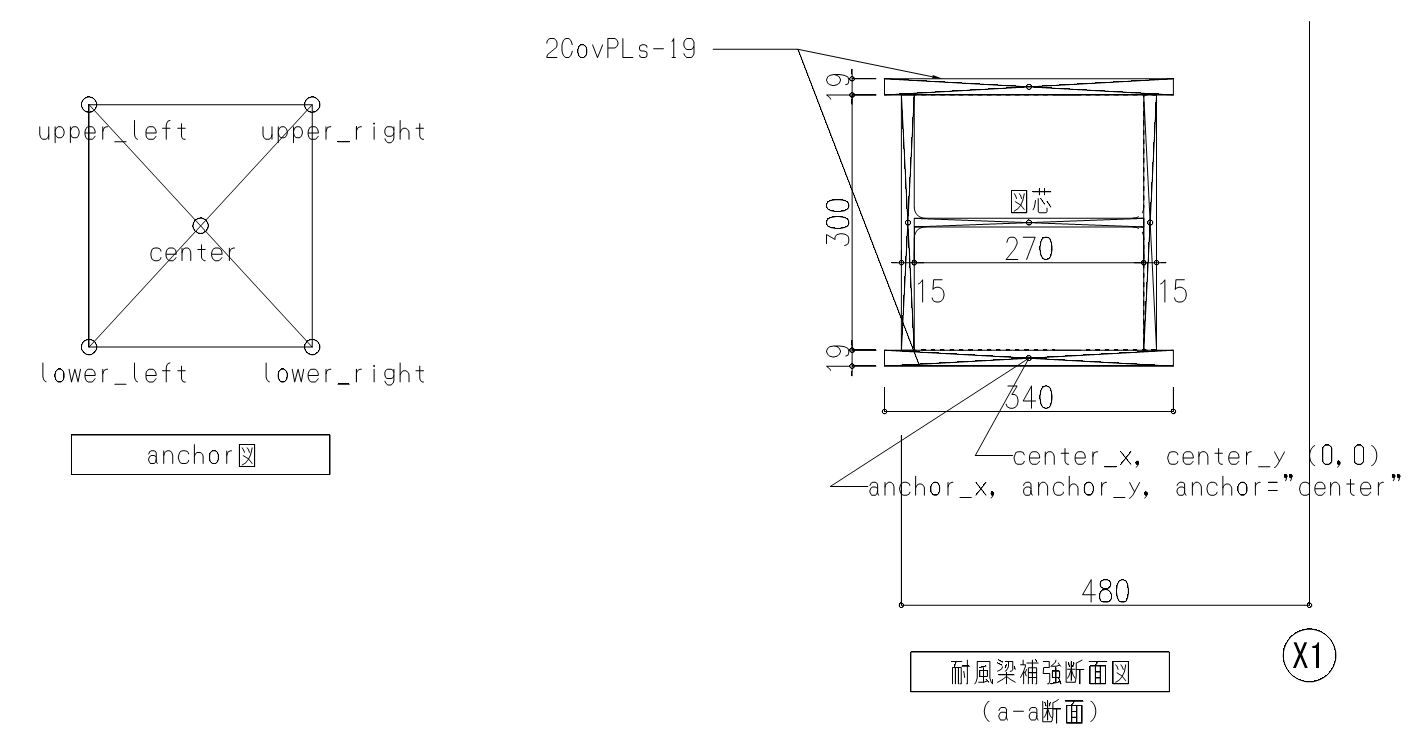 2CovPLs-19
19
upper_left
upper_right
図芯
300
270
center
15
15
19
lower_left
lower_right
340
anchor図
center_x, center_y (0,0)
anchor_x, anchor_y, anchor="center"
480
X1
耐風梁補強断面図
(a-a断面)